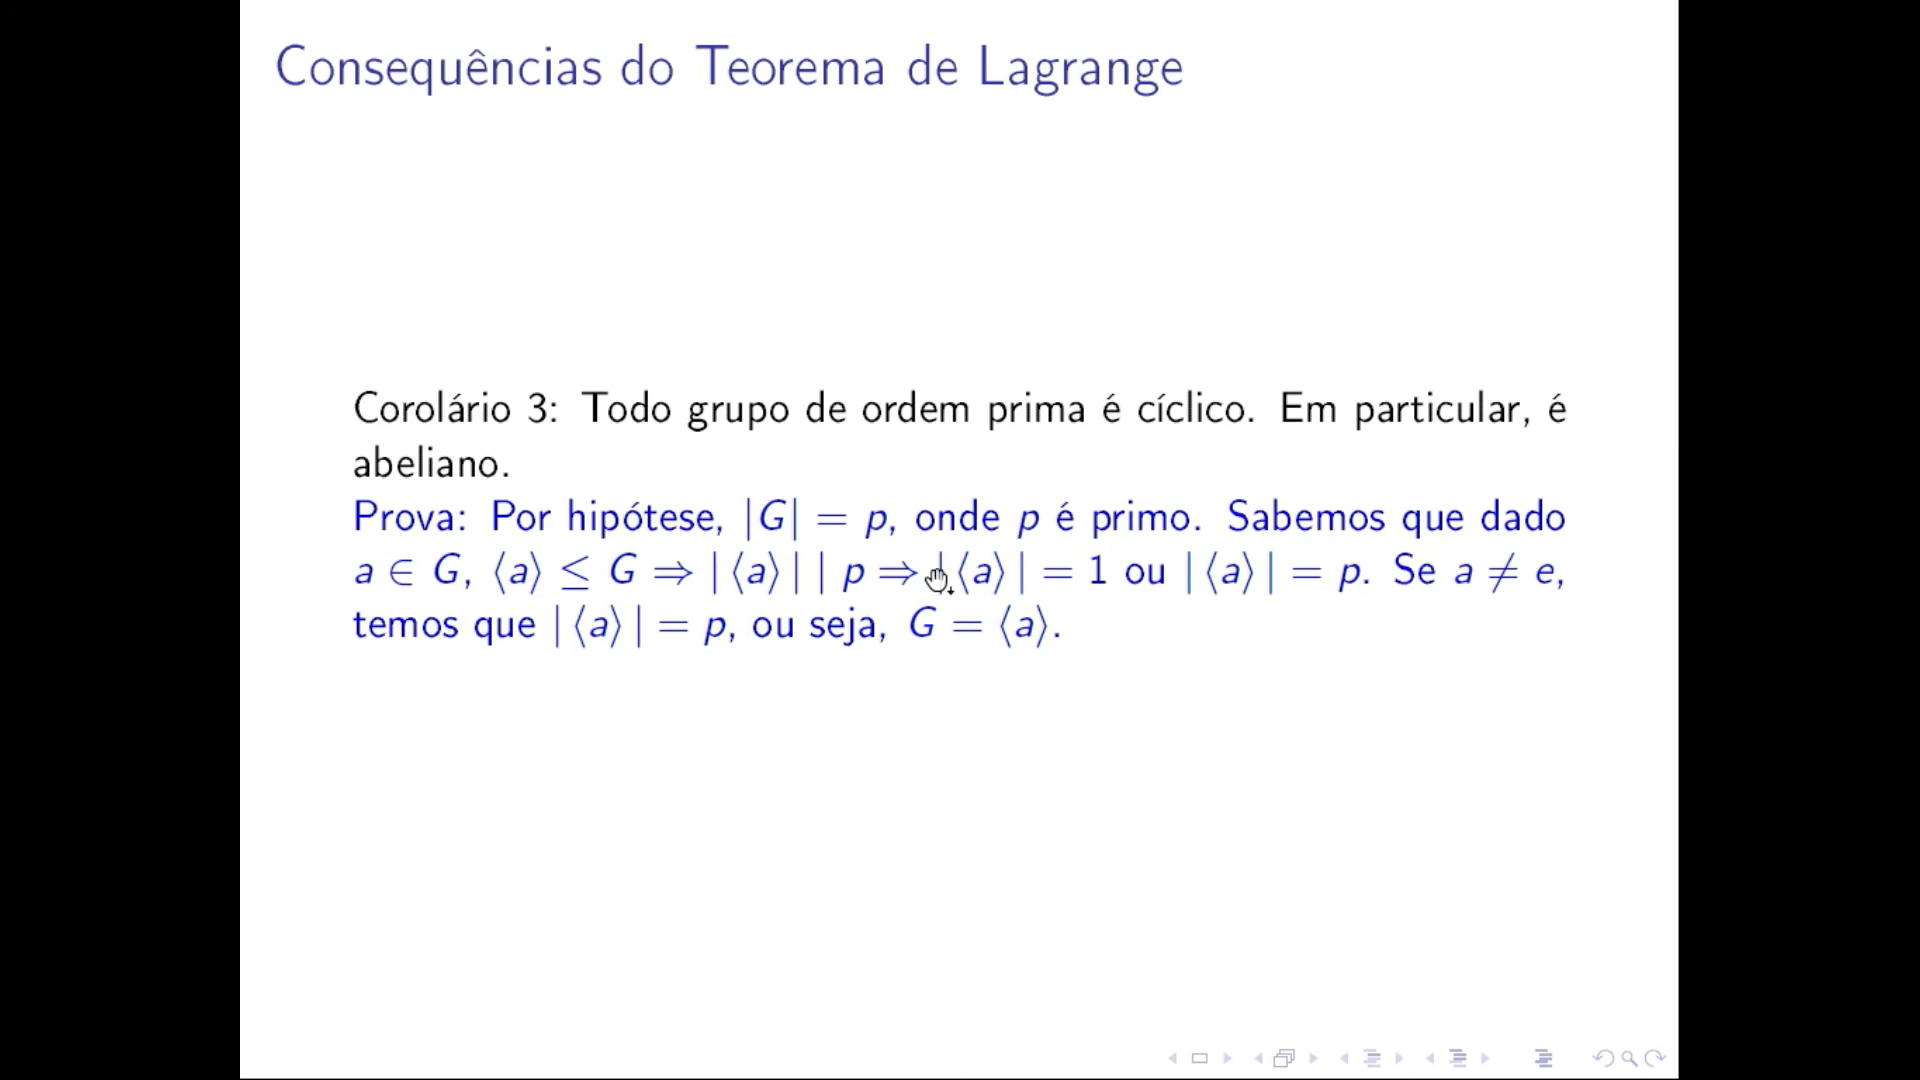 Consequências do Teorema de Lagrange
Corolário 3: Todo grupo de ordem prima é cíclico. Em particular, é
abeliano.
Prova: Por hipótese, |G| = p, onde p é primo. Sabemos que dado
a ∈ G, ⟨a⟩ ≤ G ⇒ |⟨a⟩| | p ⇒ |⟨a⟩| = 1 ou |⟨a⟩| = p. Se a ≠ e,
temos que |⟨a⟩| = p, ou seja, G = ⟨a⟩.